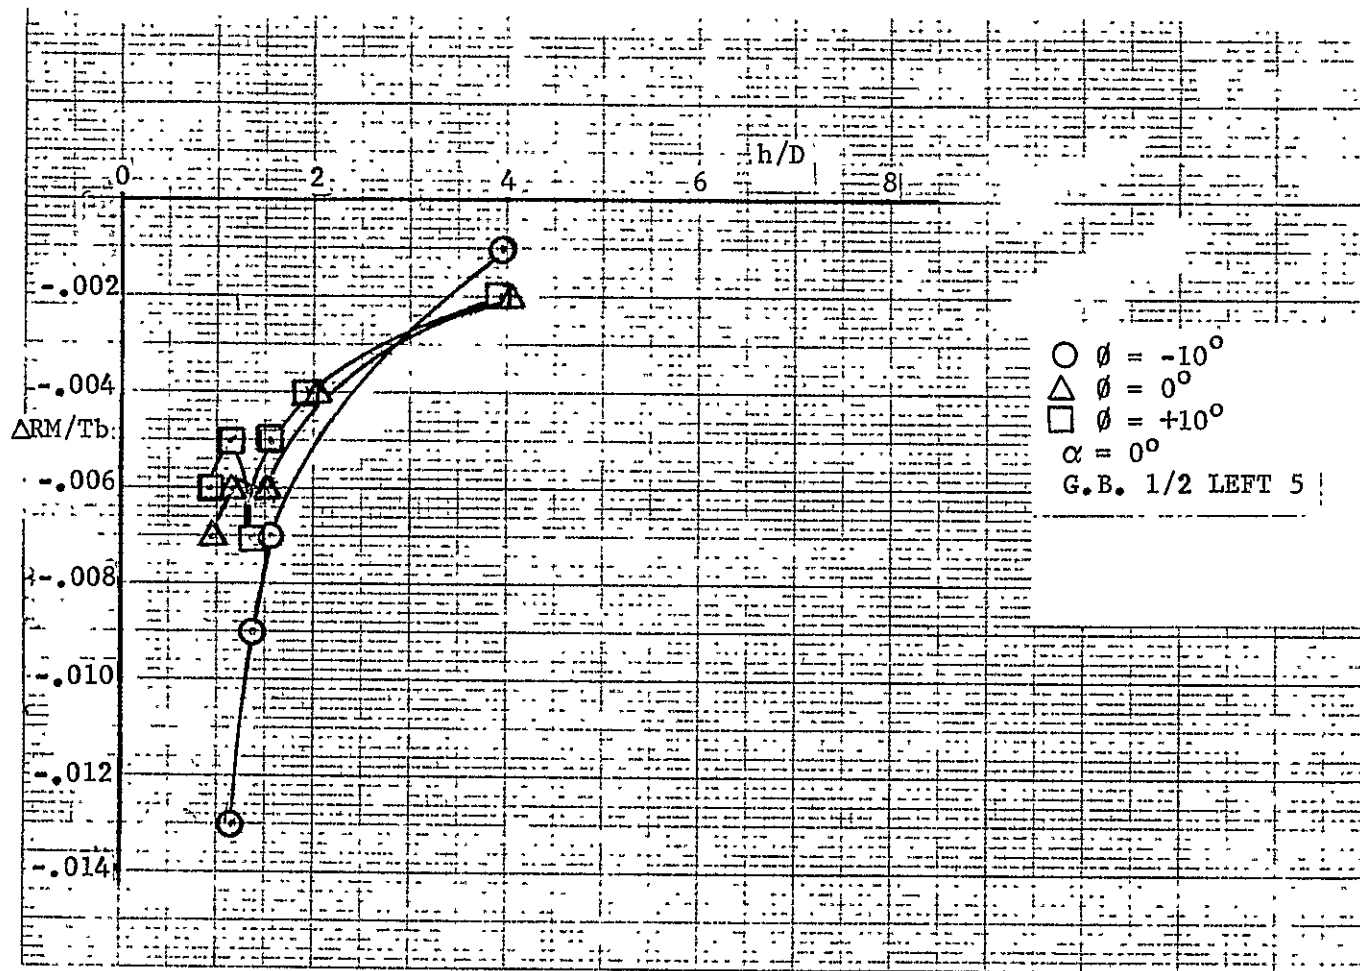 h/D
0 2 4 6 8
-.002
-.004
ΔRM/Tb
-.006
-.008
-.010
-.012
-.014
○ ∅ = -10°
△ ∅ = 0°
□ ∅ = +10°
α = 0°
G.B. 1/2 LEFT 5